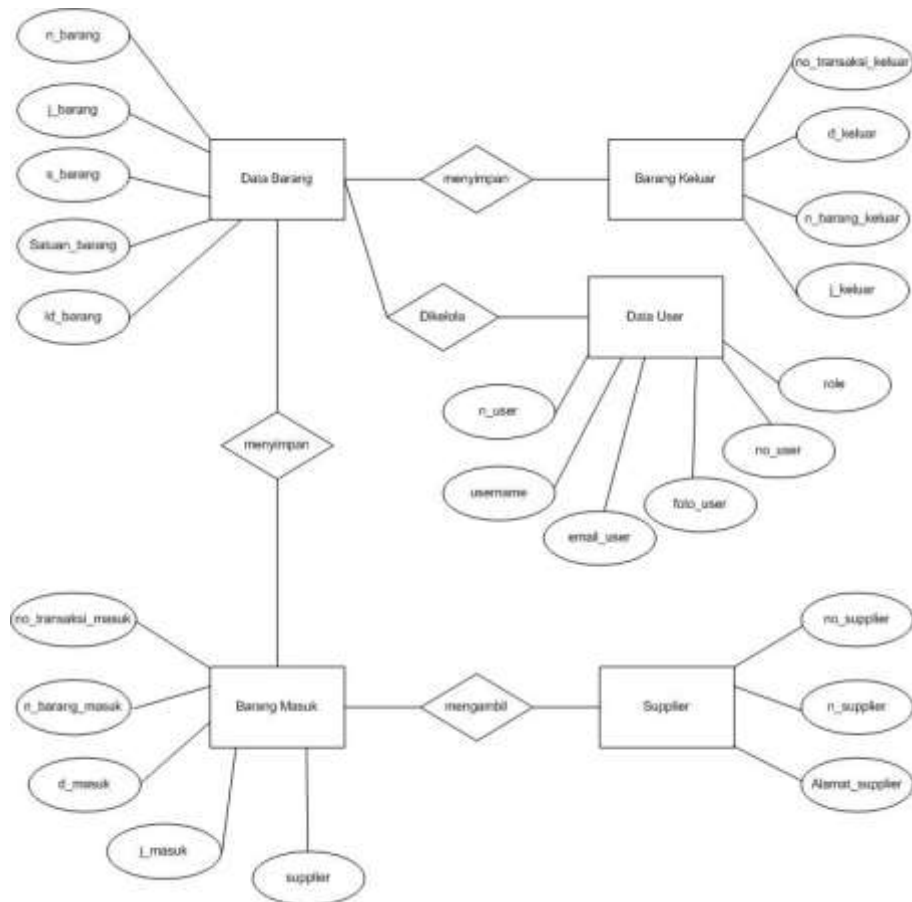 n_barang
j_barang
s_barang
Satuan_barang
Id_barang
Data Barang
menyimpan
Barang Keluar
no_transaksi_keluar
d_keluar
n_barang_keluar
j_keluar
Dikelola
Data User
n_user
username
email_user
foto_user
no_user
role
menyimpan
no_transaksi_masuk
n_barang_masuk
d_masuk
j_masuk
supplier
Barang Masuk
mengambil
Supplier
no_supplier
n_supplier
Alamat_supplier